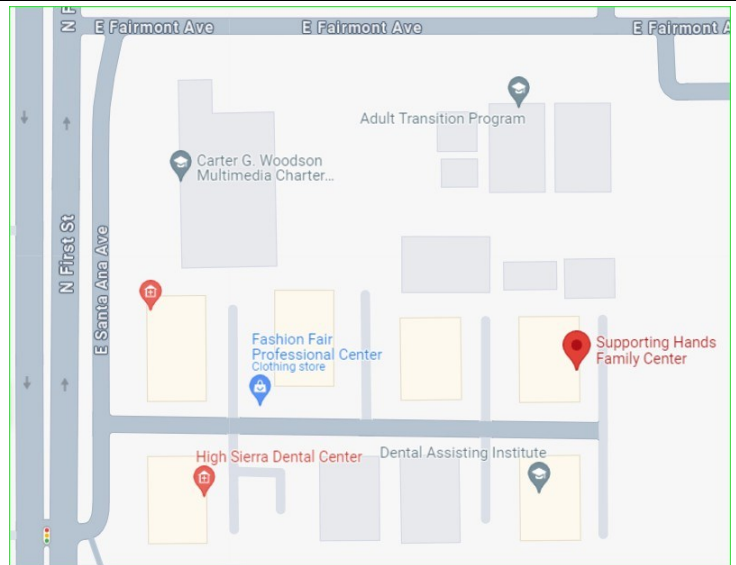 N F
E Fairmont Ave
E Fairmont Ave
E Fairmont A
Adult Transition Program
Carter G. Woodson
Multimedia Charter...
N First St
E Santa Ana Ave
Fashion Fair
Professional Center
Clothing store
Supporting Hands
Family Center
High Sierra Dental Center
Dental Assisting Institute